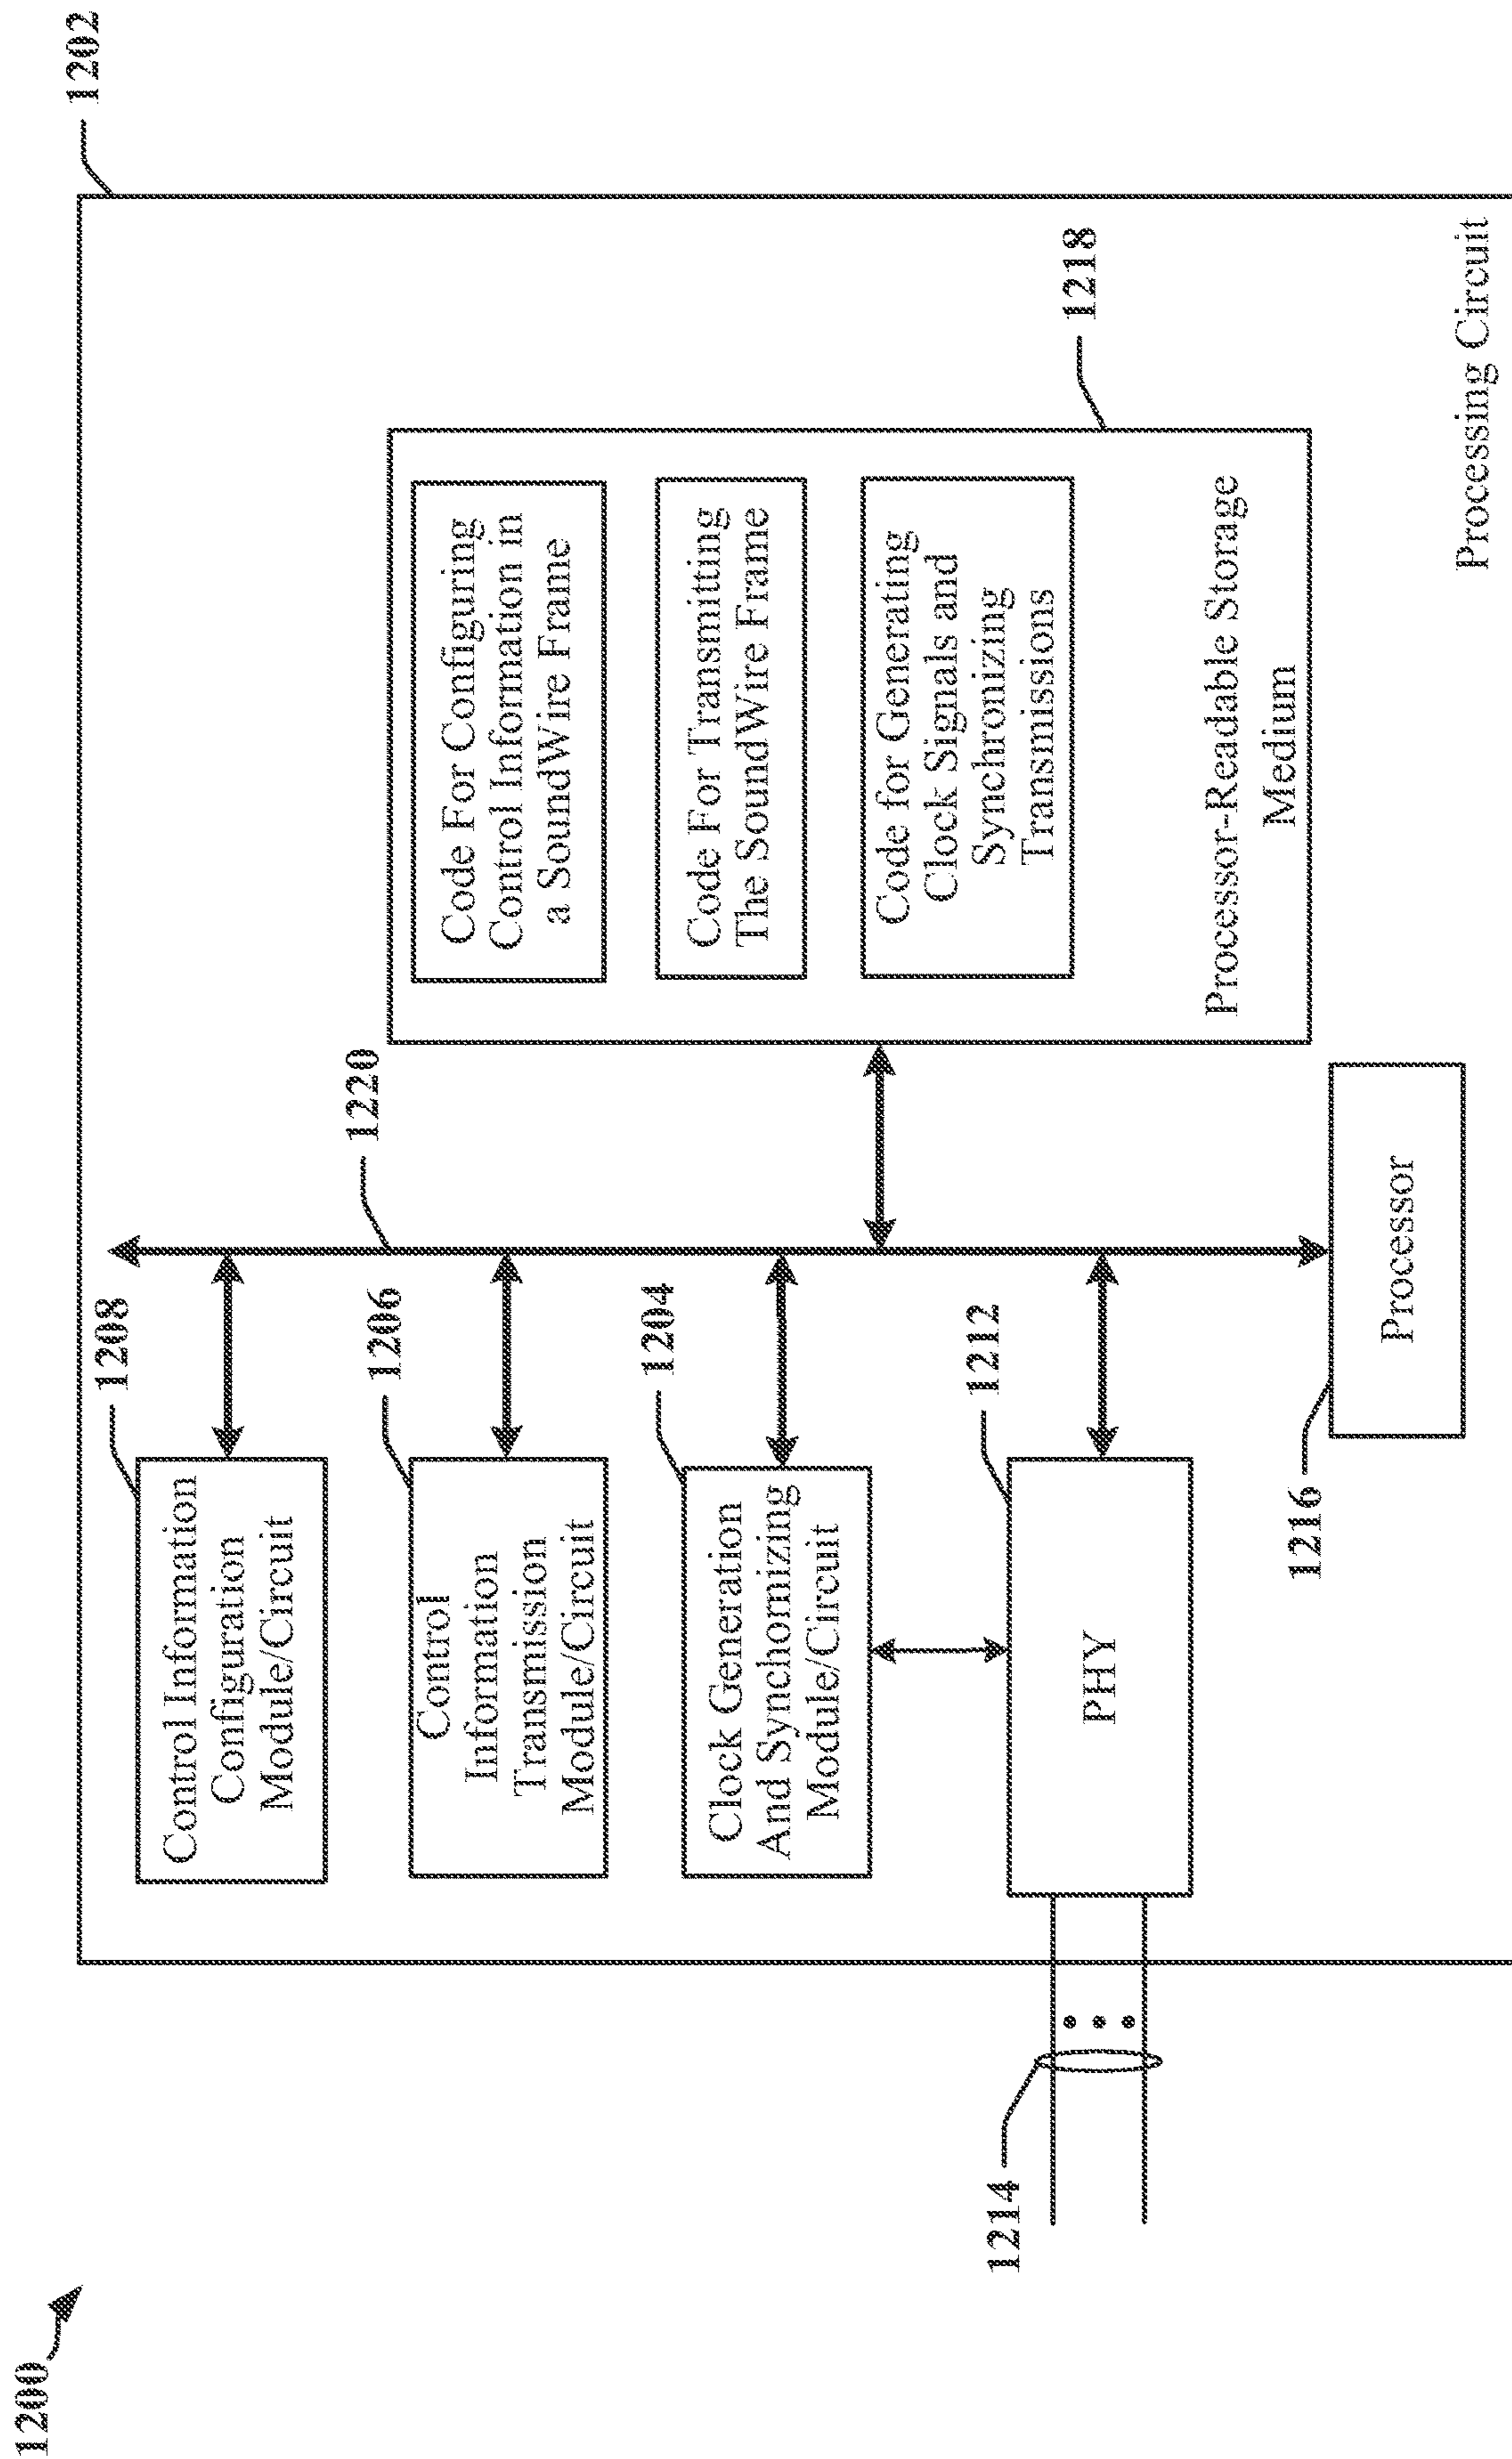 1200
1202
1208
Control Information
Configuration
Module/Circuit
1206
Control
Information
Transmission
Module/Circuit
1204
Clock Generation
And Synchomizing
Module/Circuit
1212
PHY
1214
1220
1216
Processor
1218
Code For Configuring
Control Information in
a SoundWire Frame
Code For Transmitting
The SoundWire Frame
Code for Generating
Clock Signals and
Synchronizing
Transmissions
Processor-Readable Storage
Medium
Processing Circuit